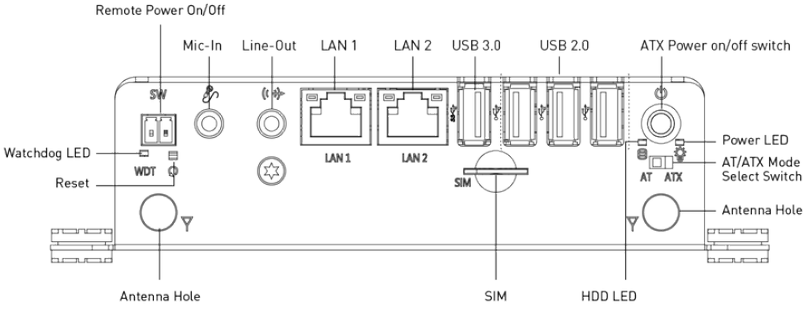 Remote Power On/Off
Mic-In
Line-Out
LAN 1
LAN 2
USB 3.0
USB 2.0
ATX Power on/off switch
SW
Watchdog LED
WDT
Reset
LAN 1
LAN 2
SIM
Power LED
AT/ATX Mode
Select Switch
AT ATX
Antenna Hole
Antenna Hole
SIM
HDD LED